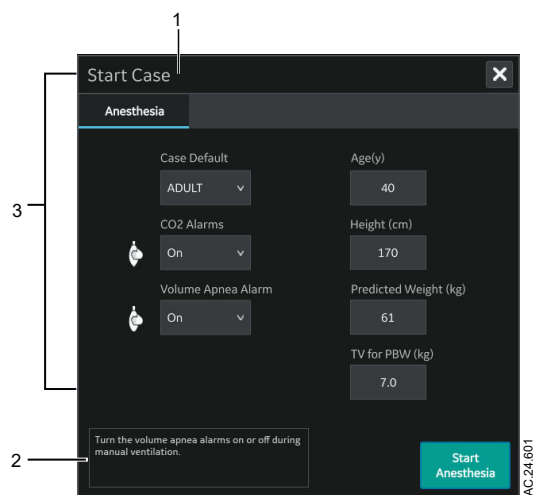 1
Start Case
Anesthesia
Case Default
Age(y)
ADULT
40
CO2 Alarms
Height (cm)
3
On
170
Volume Apnea Alarm
Predicted Weight (kg)
On
61
TV for PBW (kg)
7.0
Turn the volume apnea alarms on or off during
manual ventilation.
2
Start
Anesthesia
AC.24.601